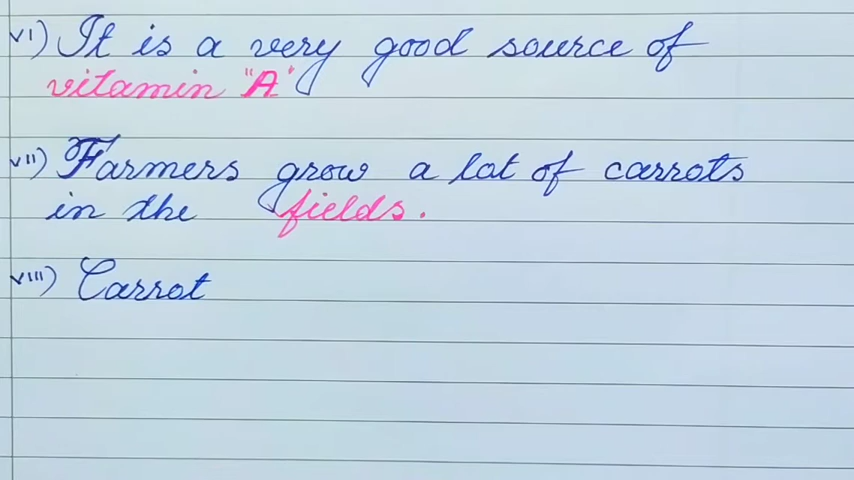 VI) It is a very good source of
vitamin "A"
VII) Farmers grow a lot of carrots
in the fields.
VIII) Carrot